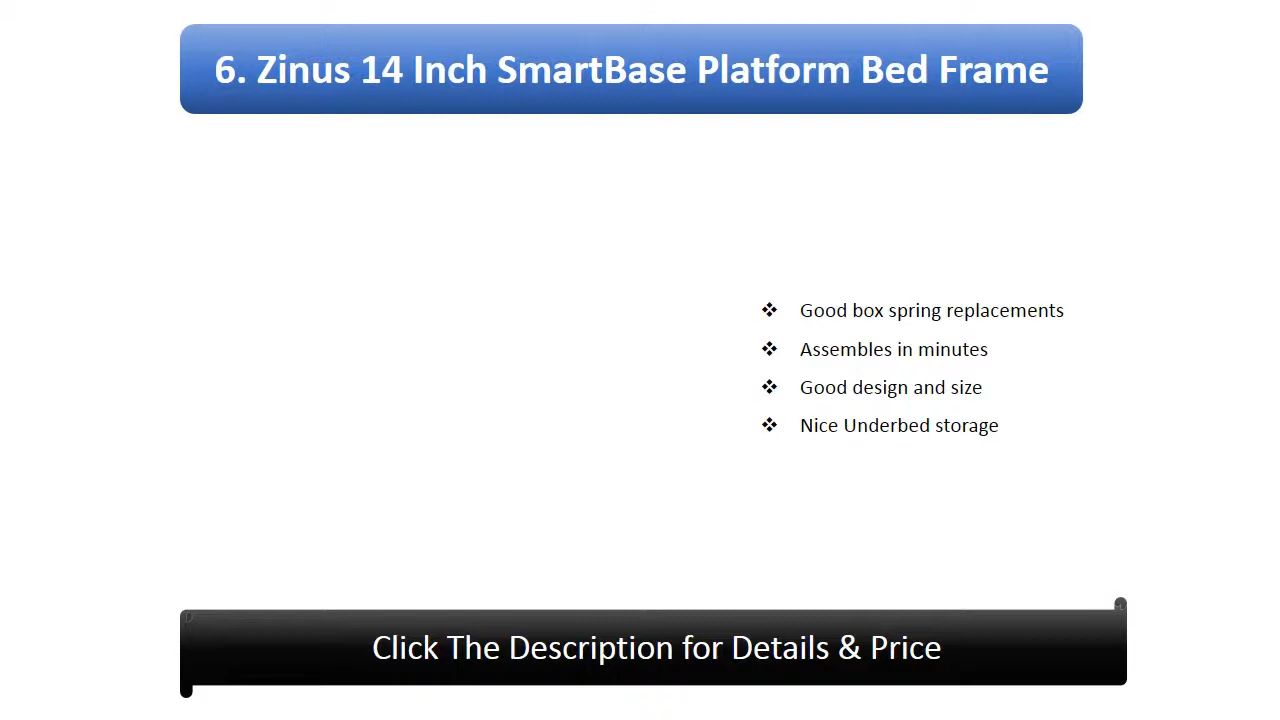 6. Zinus 14 Inch SmartBase Platform Bed Frame
❖ Good box spring replacements
❖ Assembles in minutes
❖ Good design and size
❖ Nice Underbed storage
Click The Description for Details & Price